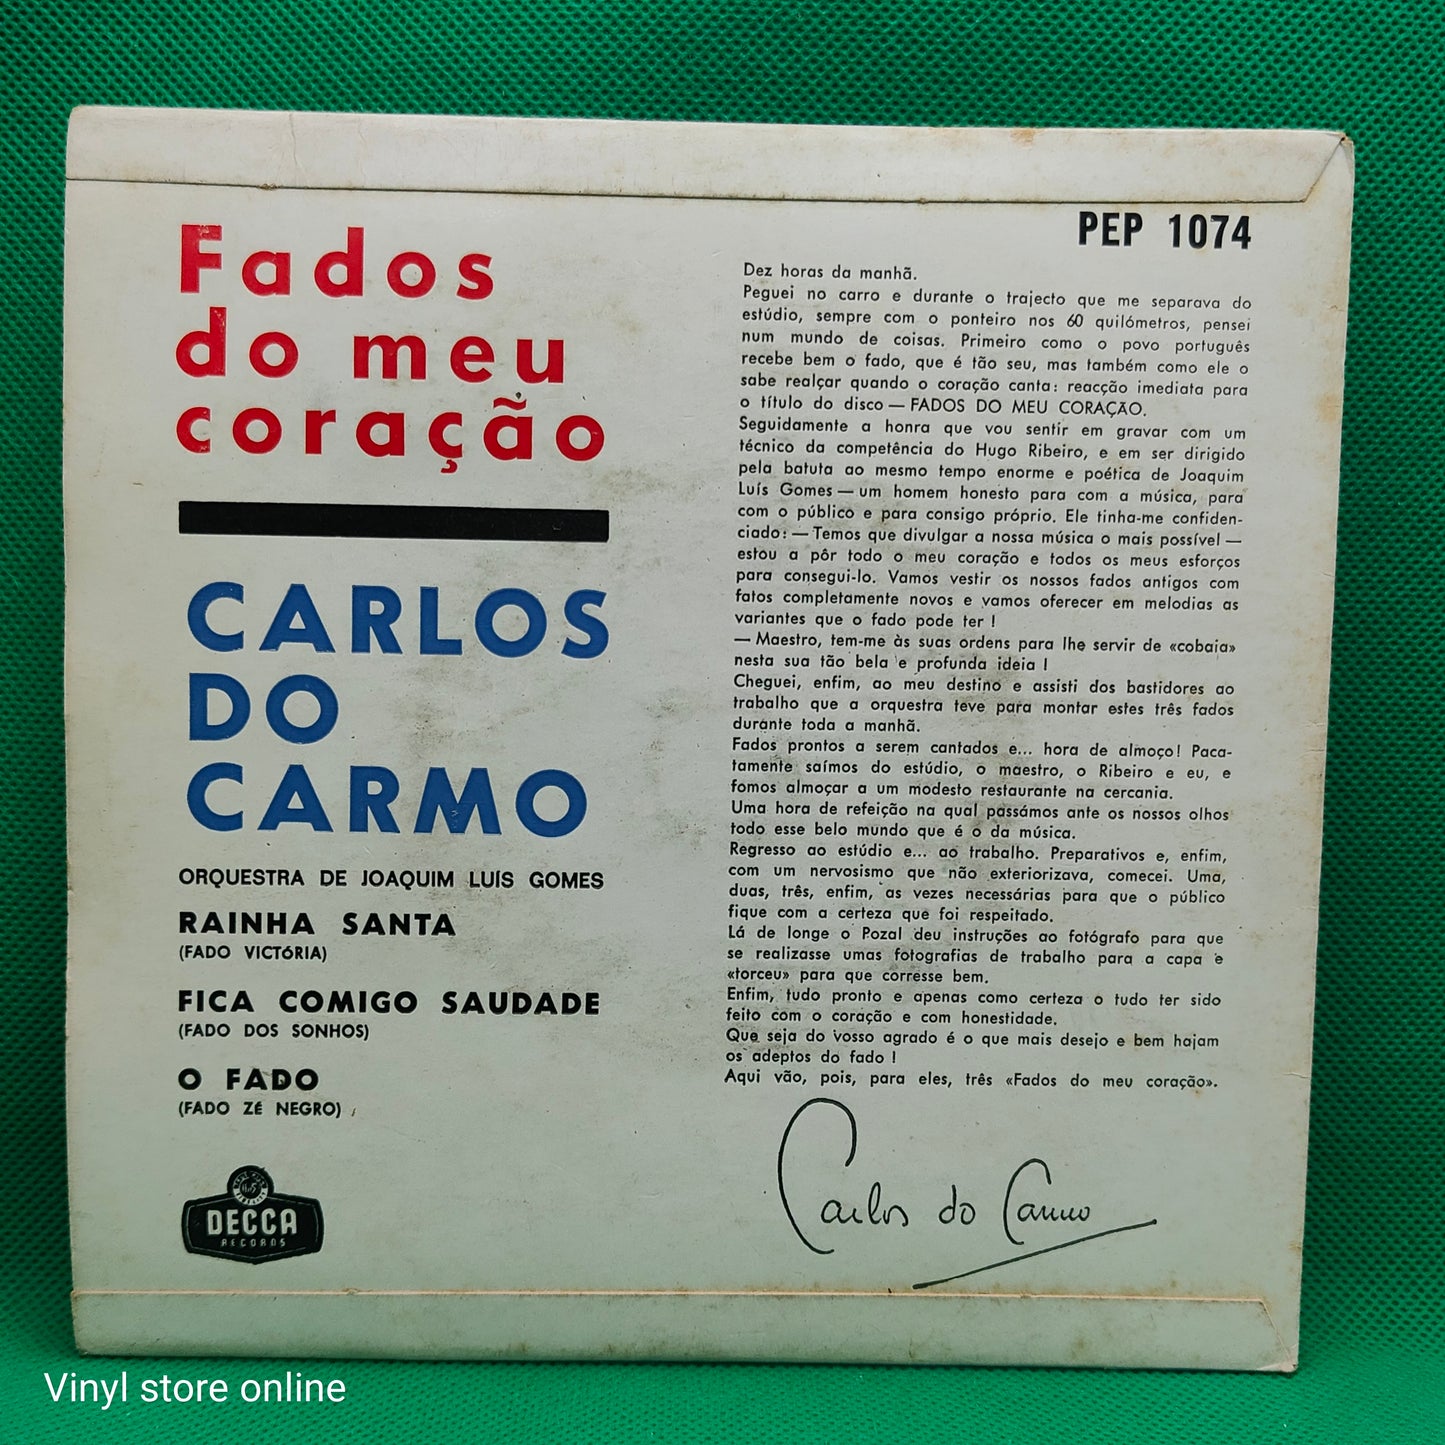 Fados
do meu
coração
CARLOS
DO
CARMO
ORQUESTRA DE JOAQUIM LUÍS GOMES
RAINHA SANTA
(FADO VICTÓRIA)
FICA COMIGO SAUDADE
(FADO DOS SONHOS)
O FADO
(FADO ZÉ NEGRO)
DECCA
RECORDS
PEP 1074
Dez horas da manhã.
Peguei no carro e durante o trajecto que me separava do
estúdio, sempre com o ponteiro nos 60 quilómetros, pensei
num mundo de coisas. Primeiro como o povo português
recebe bem o fado, que é tão seu, mas também como ele o
sabe realçar quando o coração canta: reacção imediata para
o título do disco — FADOS DO MEU CORAÇÃO.
Seguidamente a honra que vou sentir em gravar com um
técnico da competência do Hugo Ribeiro, e em ser dirigido
pela batuta ao mesmo tempo enorme e poética de Joaquim
Luís Gomes — um homem honesto para com a música, para
com o público e para consigo próprio. Ele tinha-me confiden-
ciado: — Temos que divulgar a nossa música o mais possível —
estou a pôr todo o meu coração e todos os meus esforços
para consegui-lo. Vamos vestir os nossos fados antigos com
fatos completamente novos e vamos oferecer em melodias as
variantes que o fado pode ter !
— Maestro, tem-me às suas ordens para lhe servir de «cobaia»
nesta sua tão bela e profunda ideia !
Cheguei, enfim, ao meu destino e assisti dos bastidores ao
trabalho que a orquestra teve para montar estes três fados
durante toda a manhã.
Fados prontos a serem cantados e... hora de almoço! Paca-
tamente saímos do estúdio, o maestro, o Ribeiro e eu, e
fomos almoçar a um modesto restaurante na cercania.
Uma hora de refeição na qual passámos ante os nossos olhos
todo esse belo mundo que é o da música.
Regresso ao estúdio e... ao trabalho. Preparativos e, enfim,
com um nervosismo que não exteriorizava, comecei. Uma,
duas, três, enfim, as vezes necessárias para que o público
fique com a certeza que foi respeitado.
Lá de longe o Pozal deu instruções ao fotógrafo para que
se realizasse umas fotografias de trabalho para a capa e
«torceu» para que corresse bem.
Enfim, tudo pronto e apenas como certeza o tudo ter sido
feito com o coração e com honestidade.
Que seja do vosso agrado é o que mais desejo e bem hajam
os adeptos do fado !
Aqui vão, pois, para eles, três «Fados do meu coração».
Carlos do Carmo
Vinyl store online